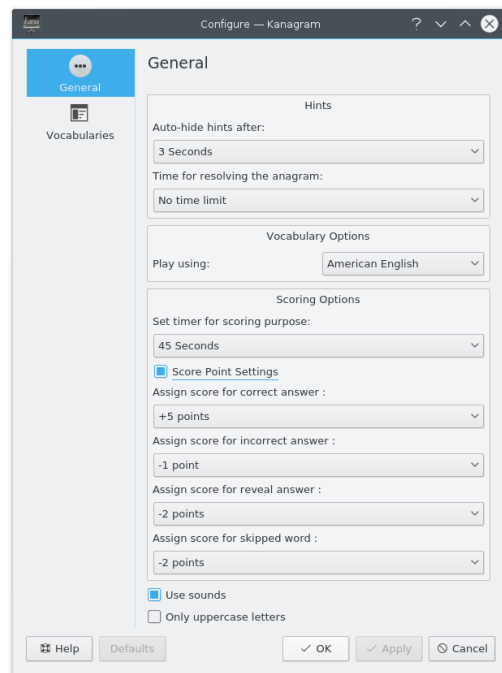 Configure — Kanagram
General
General
Vocabularies
Hints
Auto-hide hints after:
3 Seconds
Time for resolving the anagram:
No time limit
Vocabulary Options
Play using:
American English
Scoring Options
Set timer for scoring purpose:
45 Seconds
Score Point Settings
Assign score for correct answer :
+5 points
Assign score for incorrect answer :
-1 point
Assign score for reveal answer :
-2 points
Assign score for skipped word :
-2 points
Use sounds
Only uppercase letters
Help
Defaults
OK
Apply
Cancel